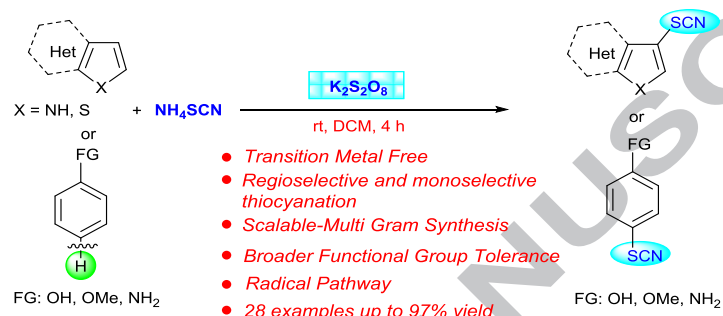 SCN
Het
Het
X
X
K₂S₂O₈
X = NH, S + NH₄SCN
rt, DCM, 4 h
or
or
FG
FG
• Transition Metal Free
• Regioselective and monoselective
thiocyanation
• Scalable-Multi Gram Synthesis
• Broader Functional Group Tolerance
H
SCN
• Radical Pathway
FG: OH, OMe, NH₂
FG: OH, OMe, NH₂
• 28 examples up to 97% yield